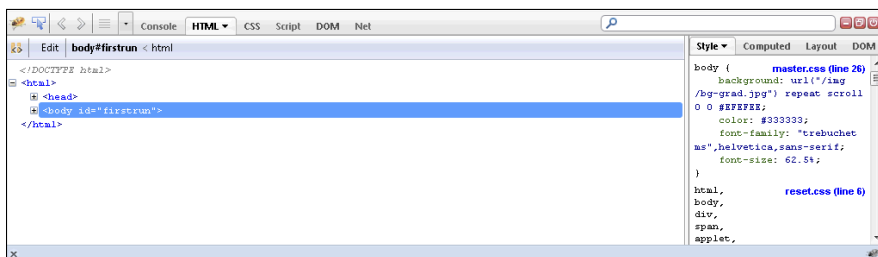 Console HTML CSS Script DOM Net
Edit body#firstrun < html
<!DOCTYPE html>
<html>
<head>
<body id="firstrun">
</html>
Style Computed Layout DOM
body { master.css (line 26)
background: url("/img
/bg-grad.jpg") repeat scroll
0 0 #EFEFEE;
color: #333333;
font-family: "trebuchet
ms",helvetica,sans-serif;
font-size: 62.5%;
}
html, reset.css (line 6)
body,
div,
span,
applet,